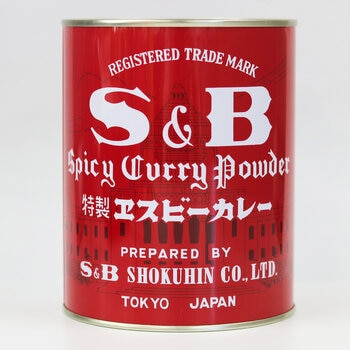 REGISTERED TRADE MARK
S & B
Spicy Curry Powder
特製 ヱスビーカレー
PREPARED BY
S&B SHOKUHIN CO., LTD.
TOKYO JAPAN